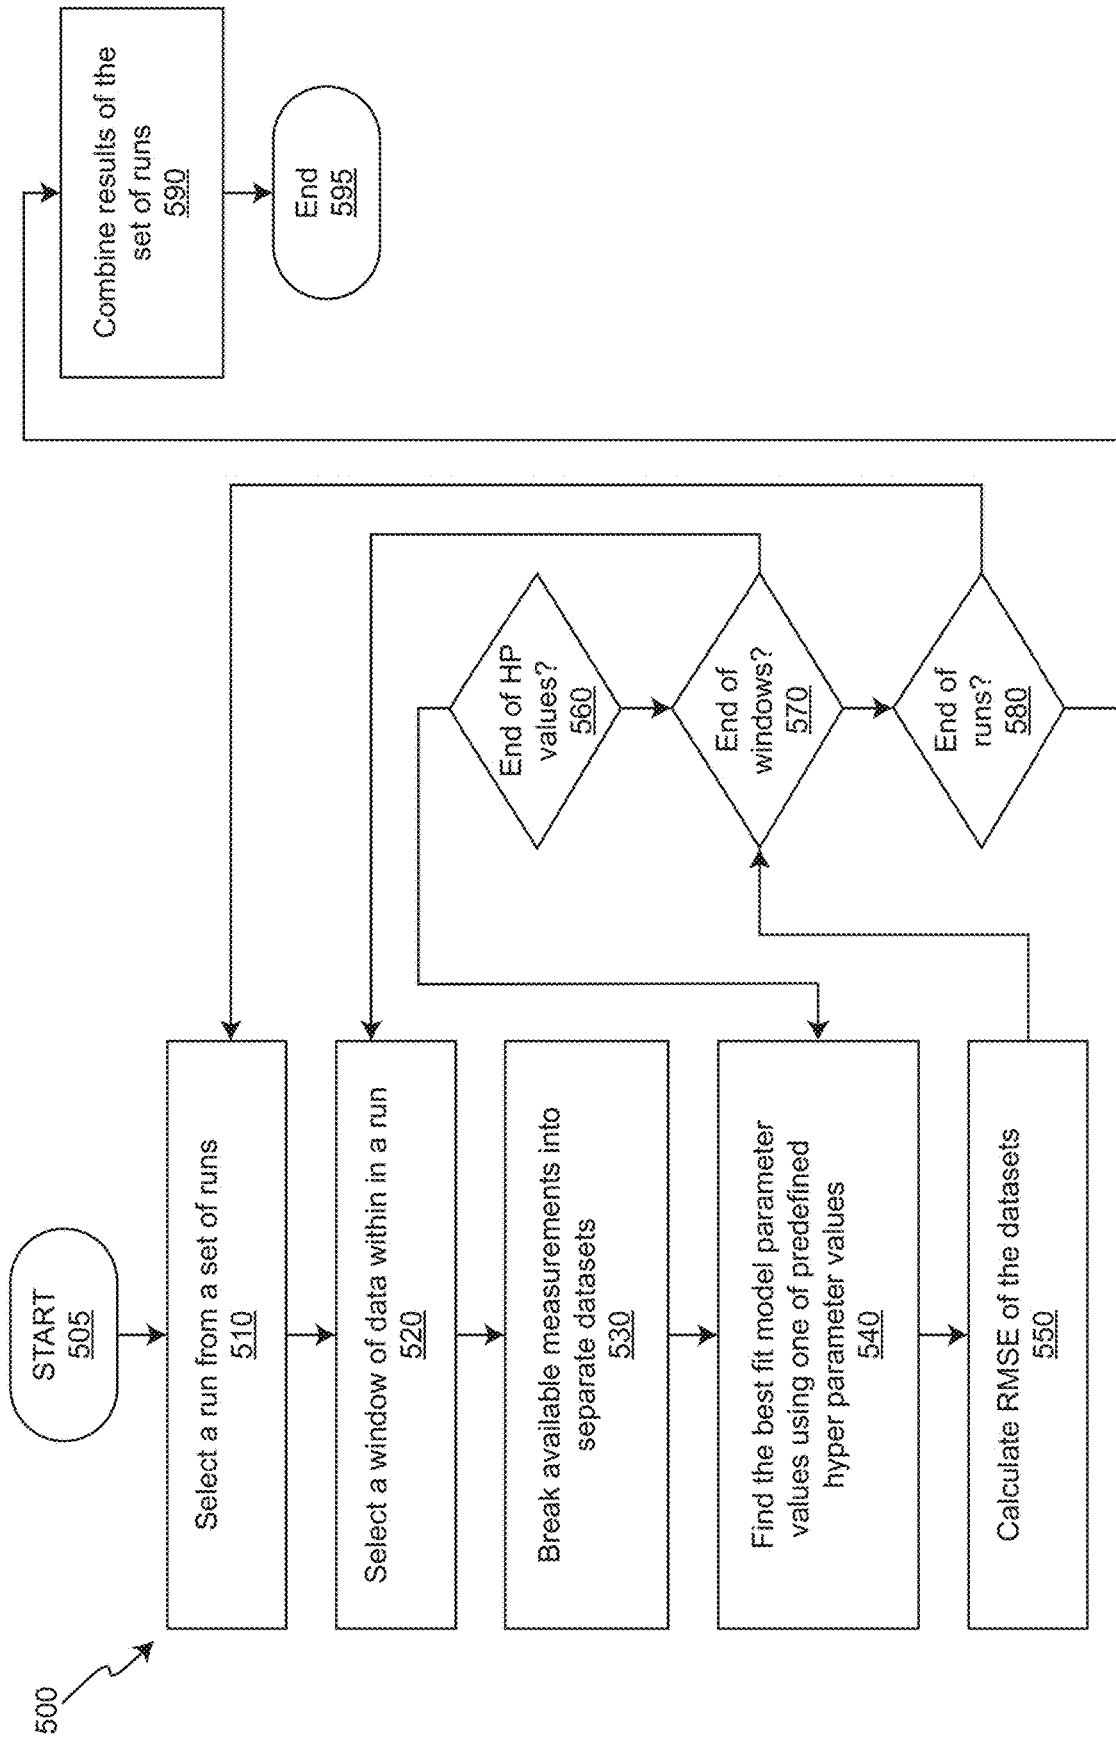 500
START
505
Select a run from a set of runs
510
Select a window of data within in a run
520
Break available measurements into
separate datasets
530
Find the best fit model parameter
values using one of predefined
hyper parameter values
540
Calculate RMSE of the datasets
550
End of HP
values?
560
End of
windows?
570
End of
runs?
580
Combine results of the
set of runs
590
End
595